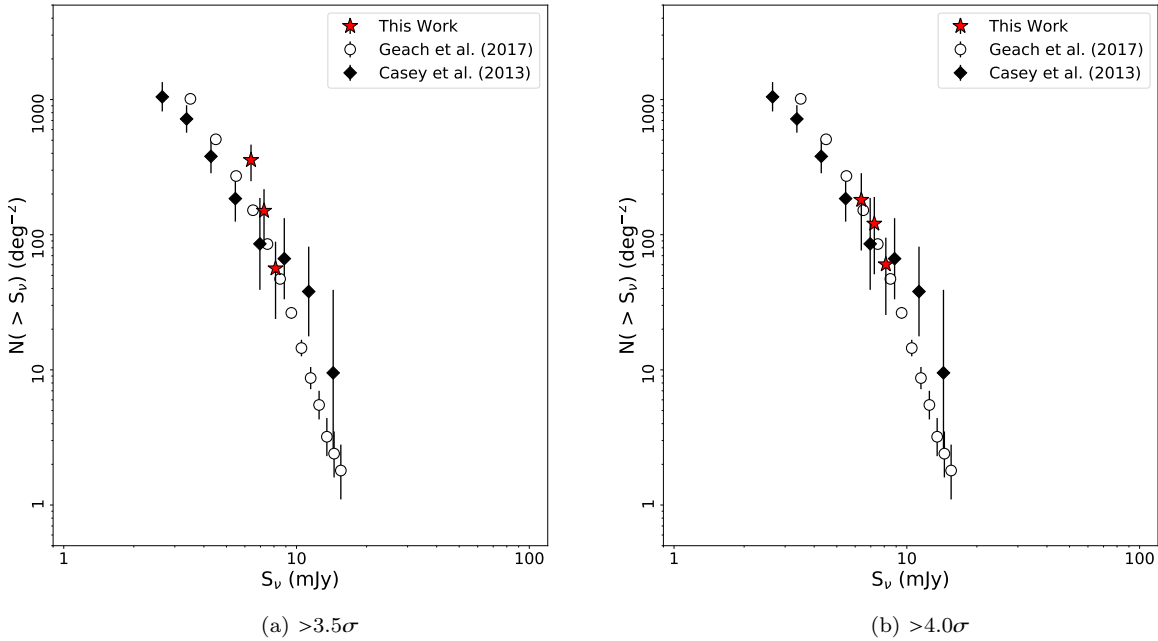 This Work
Geach et al. (2017)
Casey et al. (2013)
1000
100
10
1
N( > Sν) (deg⁻²)
1 10 100
Sν (mJy)
(a) >3.5σ
This Work
Geach et al. (2017)
Casey et al. (2013)
1000
100
10
1
N( > Sν) (deg⁻²)
1 10 100
Sν (mJy)
(b) >4.0σ